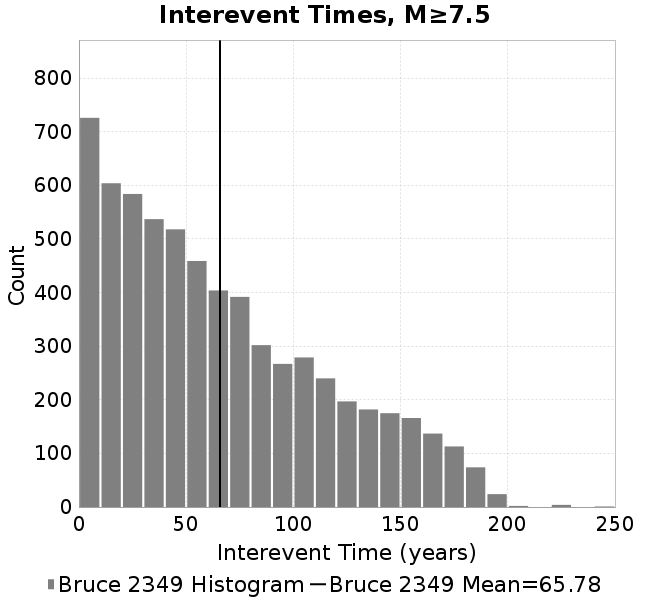 Interevent Times, M≥7.5
800
700
600
500
400
300
200
100
0
Count
0 50 100 150 200 250
Interevent Time (years)
Bruce 2349 Histogram Bruce 2349 Mean=65.78